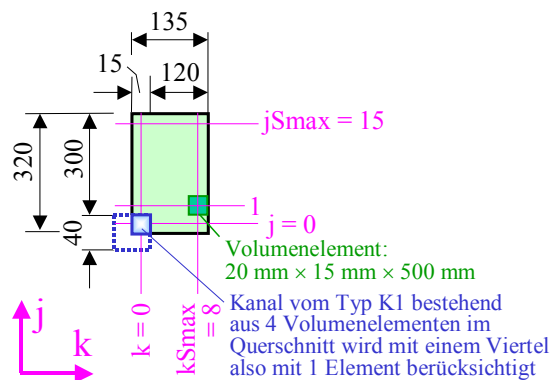 135
15
120
jSmax = 15
320
300
1
j = 0
40
Volumenelement:
20 mm × 15 mm × 500 mm
k = 0
kSmax
= 8
Kanal vom Typ K1 bestehend
aus 4 Volumenelementen im
Querschnitt wird mit einem Viertel
also mit 1 Element berücksichtigt
j
k